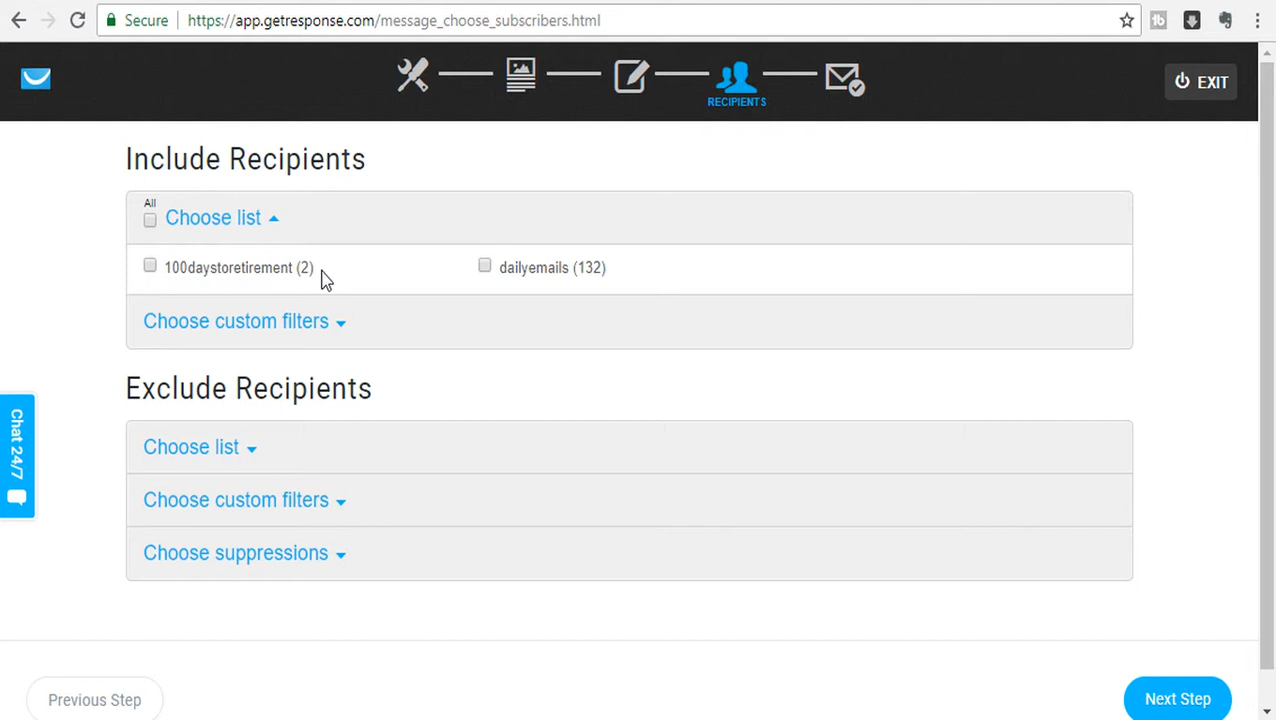 Secure https://app.getresponse.com/message_choose_subscribers.html
RECIPIENTS
EXIT
Include Recipients
All
Choose list
100daystoretirement (2) dailyemails (132)
Choose custom filters
Exclude Recipients
Choose list
Choose custom filters
Choose suppressions
Chat 24/7
Previous Step Next Step